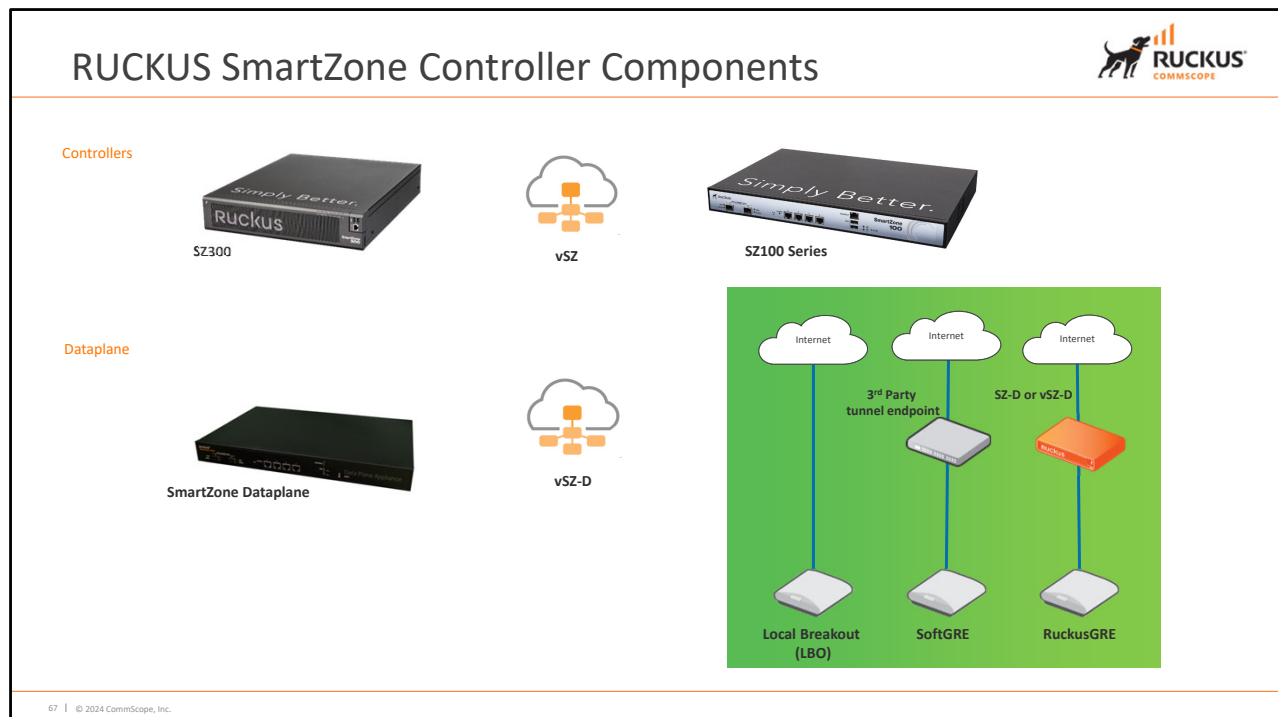 RUCKUS SmartZone Controller Components
RUCKUS
COMMSCOPE
Controllers
Simply Better.
Ruckus
SZ300
vSZ
Simply Better.
SmartZone
100
SZ100 Series
Dataplane
SmartZone Dataplane
vSZ-D
Internet
Internet
Internet
3rd Party
tunnel endpoint
SZ-D or vSZ-D
Ruckus
Local Breakout
(LBO)
SoftGRE
RuckusGRE
67 | © 2024 CommScope, Inc.